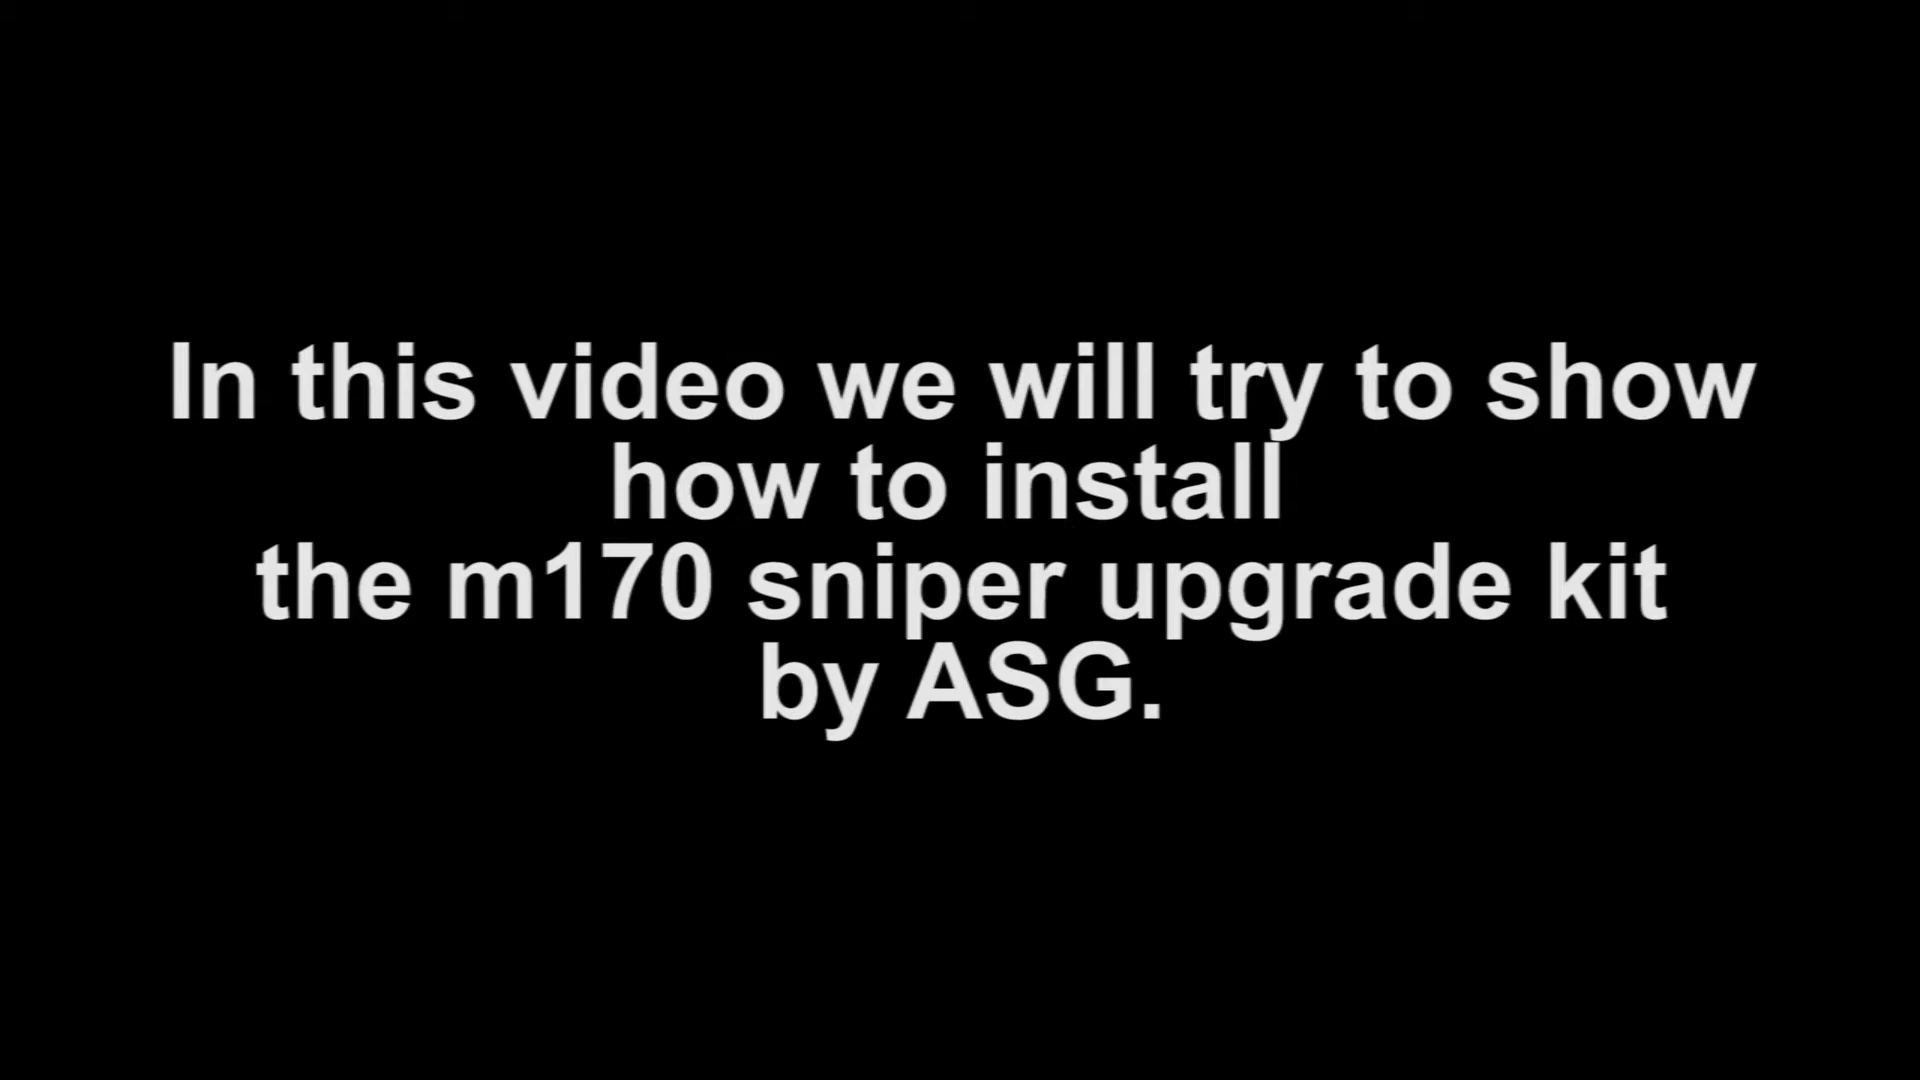 In this video we will try to show
how to install
the m170 sniper upgrade kit
by ASG.